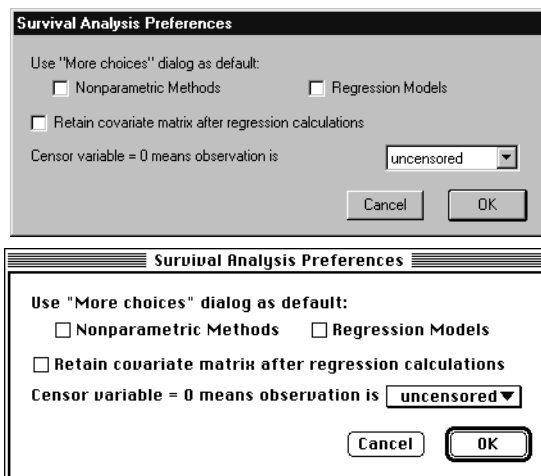 Survival Analysis Preferences
Use "More choices" dialog as default:
Nonparametric Methods Regression Models
Retain covariate matrix after regression calculations
Censor variable = 0 means observation is uncensored
Cancel OK
Survival Analysis Preferences
Use "More choices" dialog as default:
Nonparametric Methods Regression Models
Retain covariate matrix after regression calculations
Censor variable = 0 means observation is uncensored
Cancel OK